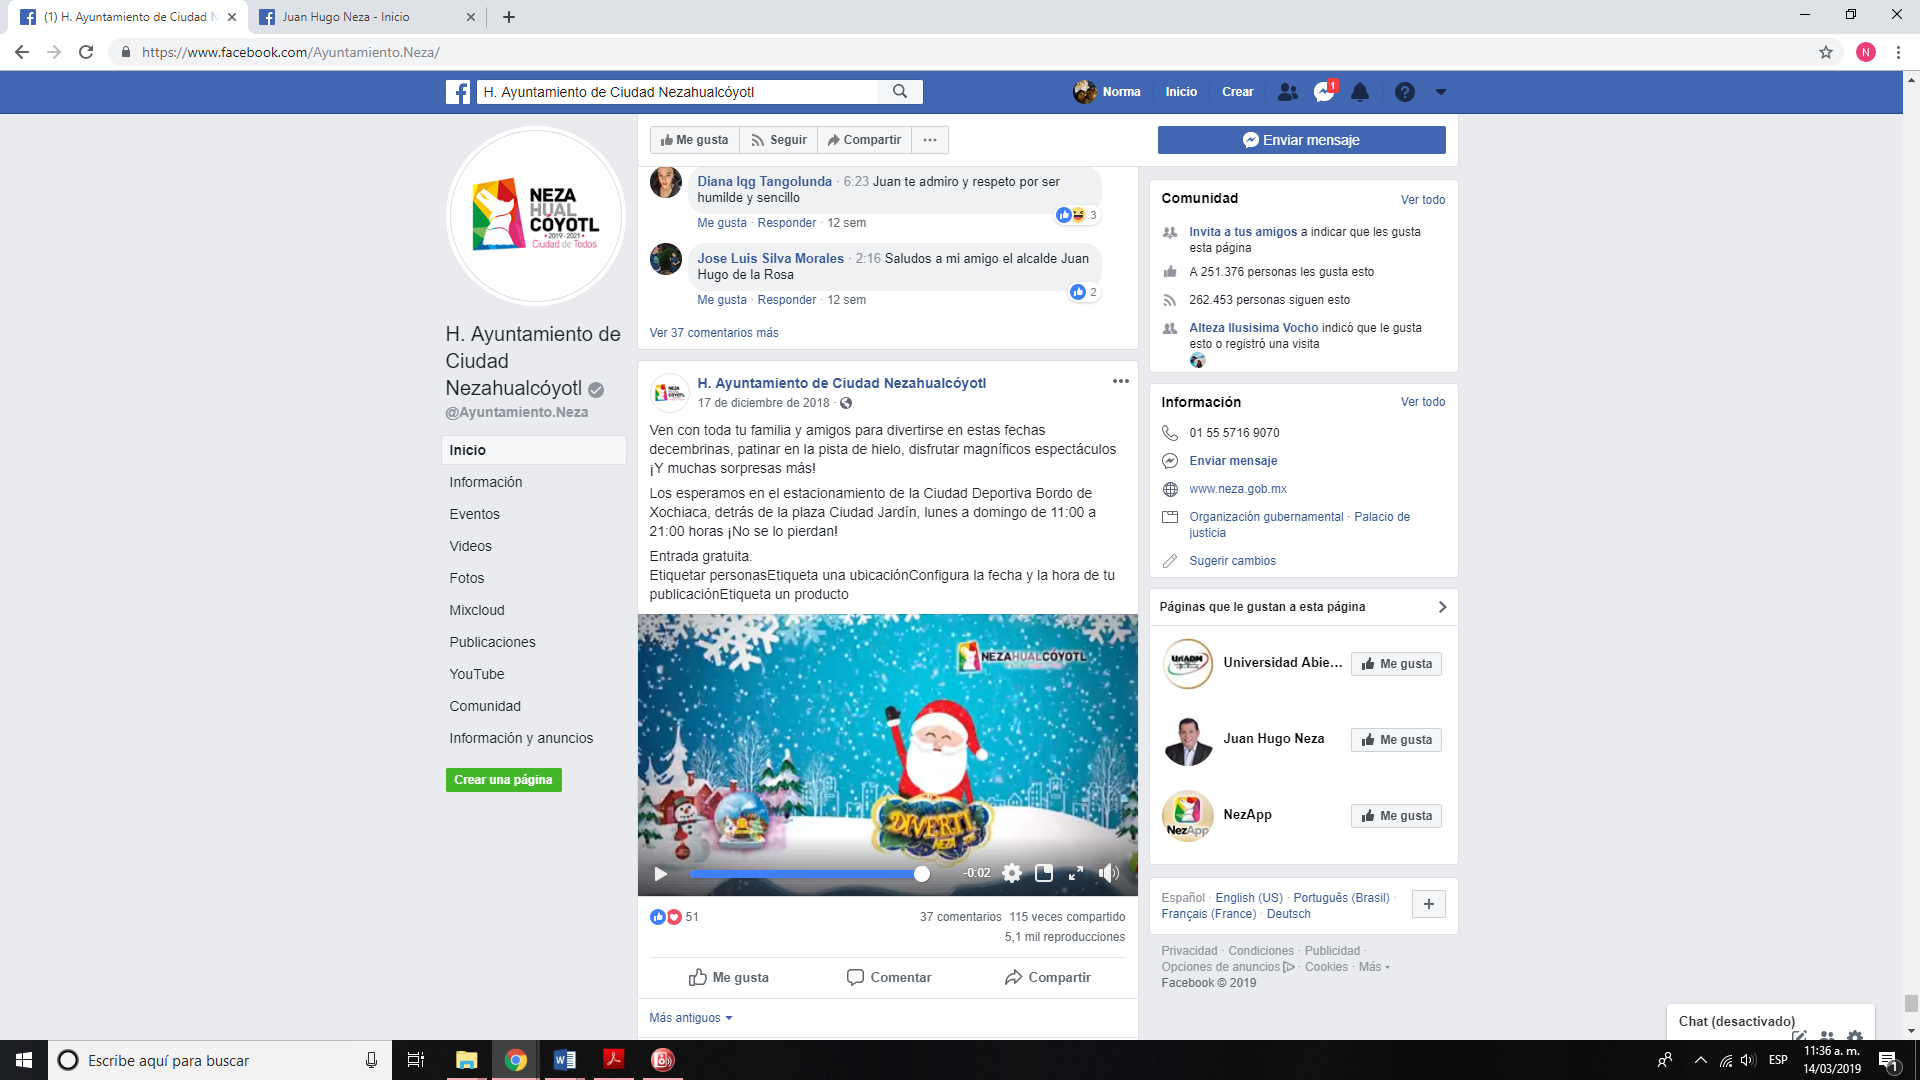 (1) H. Ayuntamiento de Ciudad N
Juan Hugo Neza - Inicio
https://www.facebook.com/Ayuntamiento.Neza/
N
H. Ayuntamiento de Ciudad Nezahualcóyotl
Norma
Inicio
Crear
1
NEZA
HUAL
CÓYOTL
2019 - 2021
Ciudad de Todos
H. Ayuntamiento de
Ciudad
Nezahualcóyotl
@Ayuntamiento.Neza
Inicio
Información
Eventos
Videos
Fotos
Mixcloud
Publicaciones
YouTube
Comunidad
Información y anuncios
Crear una página
Me gusta
Seguir
Compartir
Enviar mensaje
Diana Iqg Tangolunda · 6:23 Juan te admiro y respeto por ser
humilde y sencillo
3
Me gusta · Responder · 12 sem
Jose Luis Silva Morales · 2:16 Saludos a mi amigo el alcalde Juan
Hugo de la Rosa
2
Me gusta · Responder · 12 sem
Ver 37 comentarios más
H. Ayuntamiento de Ciudad Nezahualcóyotl
17 de diciembre de 2018 ·
Ven con toda tu familia y amigos para divertirse en estas fechas
decembrinas, patinar en la pista de hielo, disfrutar magníficos espectáculos
¡Y muchas sorpresas más!
Los esperamos en el estacionamiento de la Ciudad Deportiva Bordo de
Xochiaca, detrás de la plaza Ciudad Jardín, lunes a domingo de 11:00 a
21:00 horas ¡No se lo pierdan!
Entrada gratuita.
Etiquetar personasEtiqueta una ubicaciónConfigura la fecha y la hora de tu
publicaciónEtiqueta un producto
NEZAHUALCÓYOTL
DIVERTI
NEZA
-0:02
51
37 comentarios 115 veces compartido
5,1 mil reproducciones
Me gusta
Comentar
Compartir
Más antiguos
Comunidad
Ver todo
Invita a tus amigos a indicar que les gusta
esta página
A 251.376 personas les gusta esto
262.453 personas siguen esto
Alteza Ilusisima Vocho indicó que le gusta
esto o registró una visita
Información
Ver todo
01 55 5716 9070
Enviar mensaje
www.neza.gob.mx
Organización gubernamental · Palacio de
justicia
Sugerir cambios
Páginas que le gustan a esta página
UnADM
Universidad Abie...
Me gusta
Juan Hugo Neza
Me gusta
NezApp
NezApp
Me gusta
Español · English (US) · Português (Brasil) ·
Français (France) · Deutsch
Privacidad · Condiciones · Publicidad ·
Opciones de anuncios · Cookies · Más
Facebook © 2019
Chat (desactivado)
Escribe aquí para buscar
ESP
11:36 a. m.
14/03/2019
1